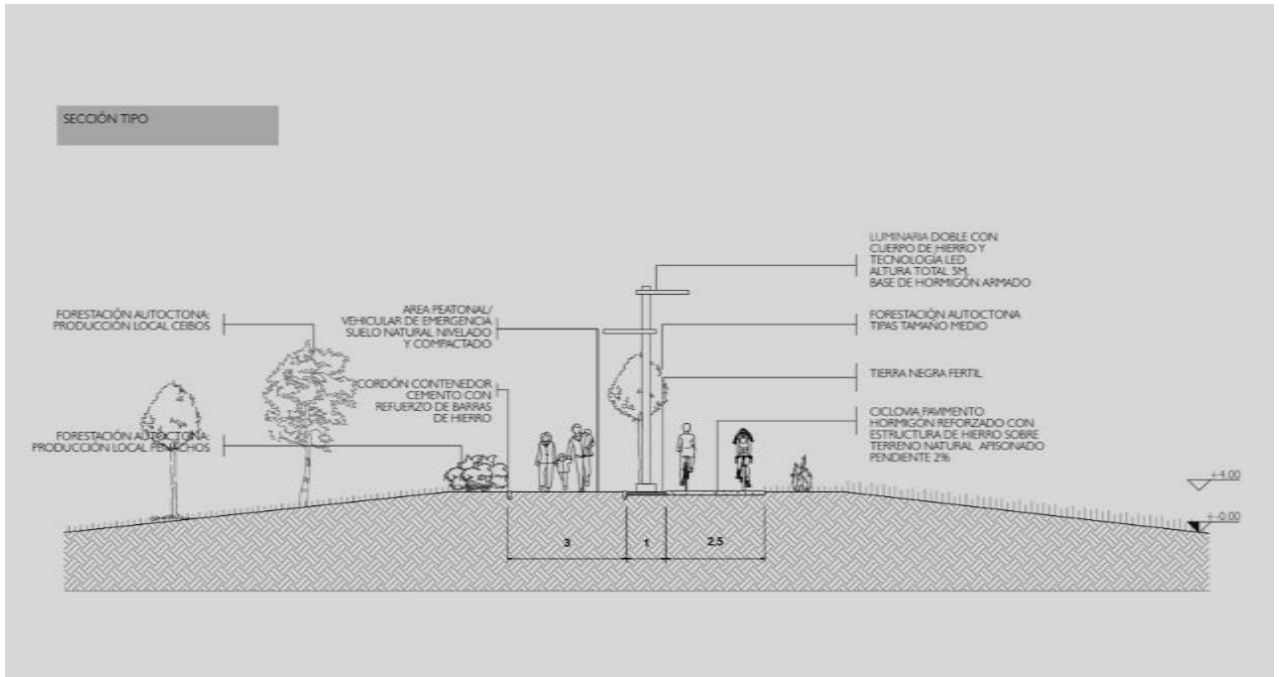 SECCIÓN TIPO
LUMINARIA DOBLE CON
CUERPO DE HIERRO Y
TECNOLOGÍA LED
ALTURA TOTAL 5M,
BASE DE HORMIGÓN ARMADO
FORESTACIÓN AUTOCTONA:
PRODUCCIÓN LOCAL CEIBOS
AREA PEATONAL/
VEHICULAR DE EMERGENCIA
SUELO NATURAL NIVELADO
Y COMPACTADO
FORESTACIÓN AUTOCTONA
TIPAS TAMAÑO MEDIO
CORDÓN CONTENEDOR
CEMENTO CON
REFUERZO DE BARRAS
DE HIERRO
TIERRA NEGRA FERTIL
FORESTACIÓN AUTOCTONA:
PRODUCCIÓN LOCAL PENACHOS
CICLOVIA PAVIMENTO
HORMIGÓN REFORZADO CON
ESTRUCTURA DE HIERRO SOBRE
TERRENO NATURAL APISONADO
PENDIENTE 2%
+4.00
+-0.00
3
1
2.5